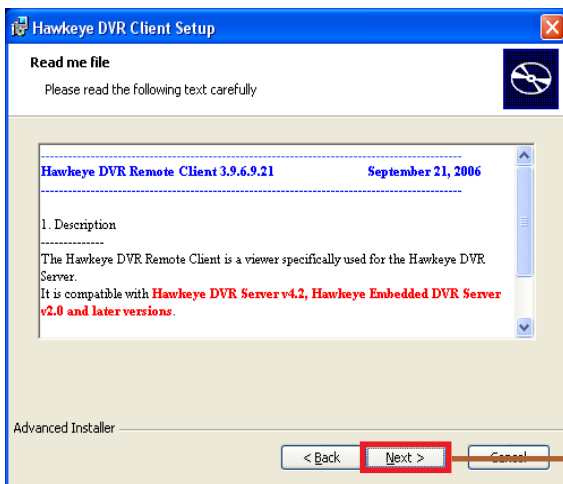 Hawkeye DVR Client Setup
Read me file
Please read the following text carefully
Hawkeye DVR Remote Client 3.9.6.9.21 September 21, 2006
1. Description
The Hawkeye DVR Remote Client is a viewer specifically used for the Hawkeye DVR
Server.
It is compatible with Hawkeye DVR Server v4.2, Hawkeye Embedded DVR Server
v2.0 and later versions.
Advanced Installer
< Back Next > Cancel